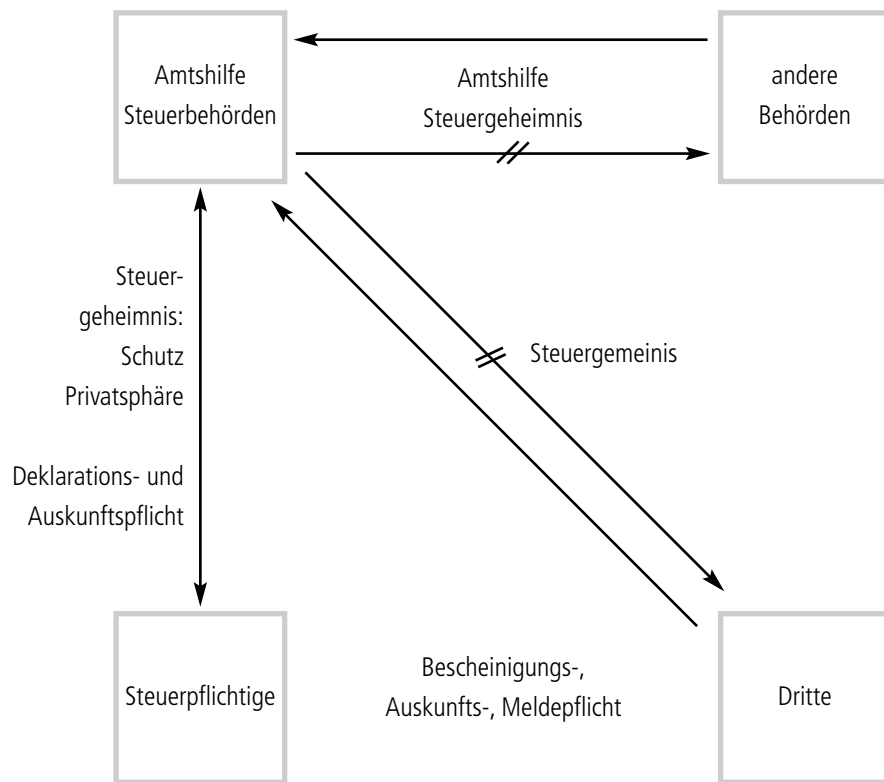 Amtshilfe
Steuerbehörden
Amtshilfe
Steuergeheimnis
andere
Behörden
Steuer-
geheimnis:
Schutz
Privatsphäre
Steuergemeinis
Deklarations- und
Auskunftspflicht
Steuerpflichtige
Bescheinigungs-,
Auskunfts-, Meldepflicht
Dritte